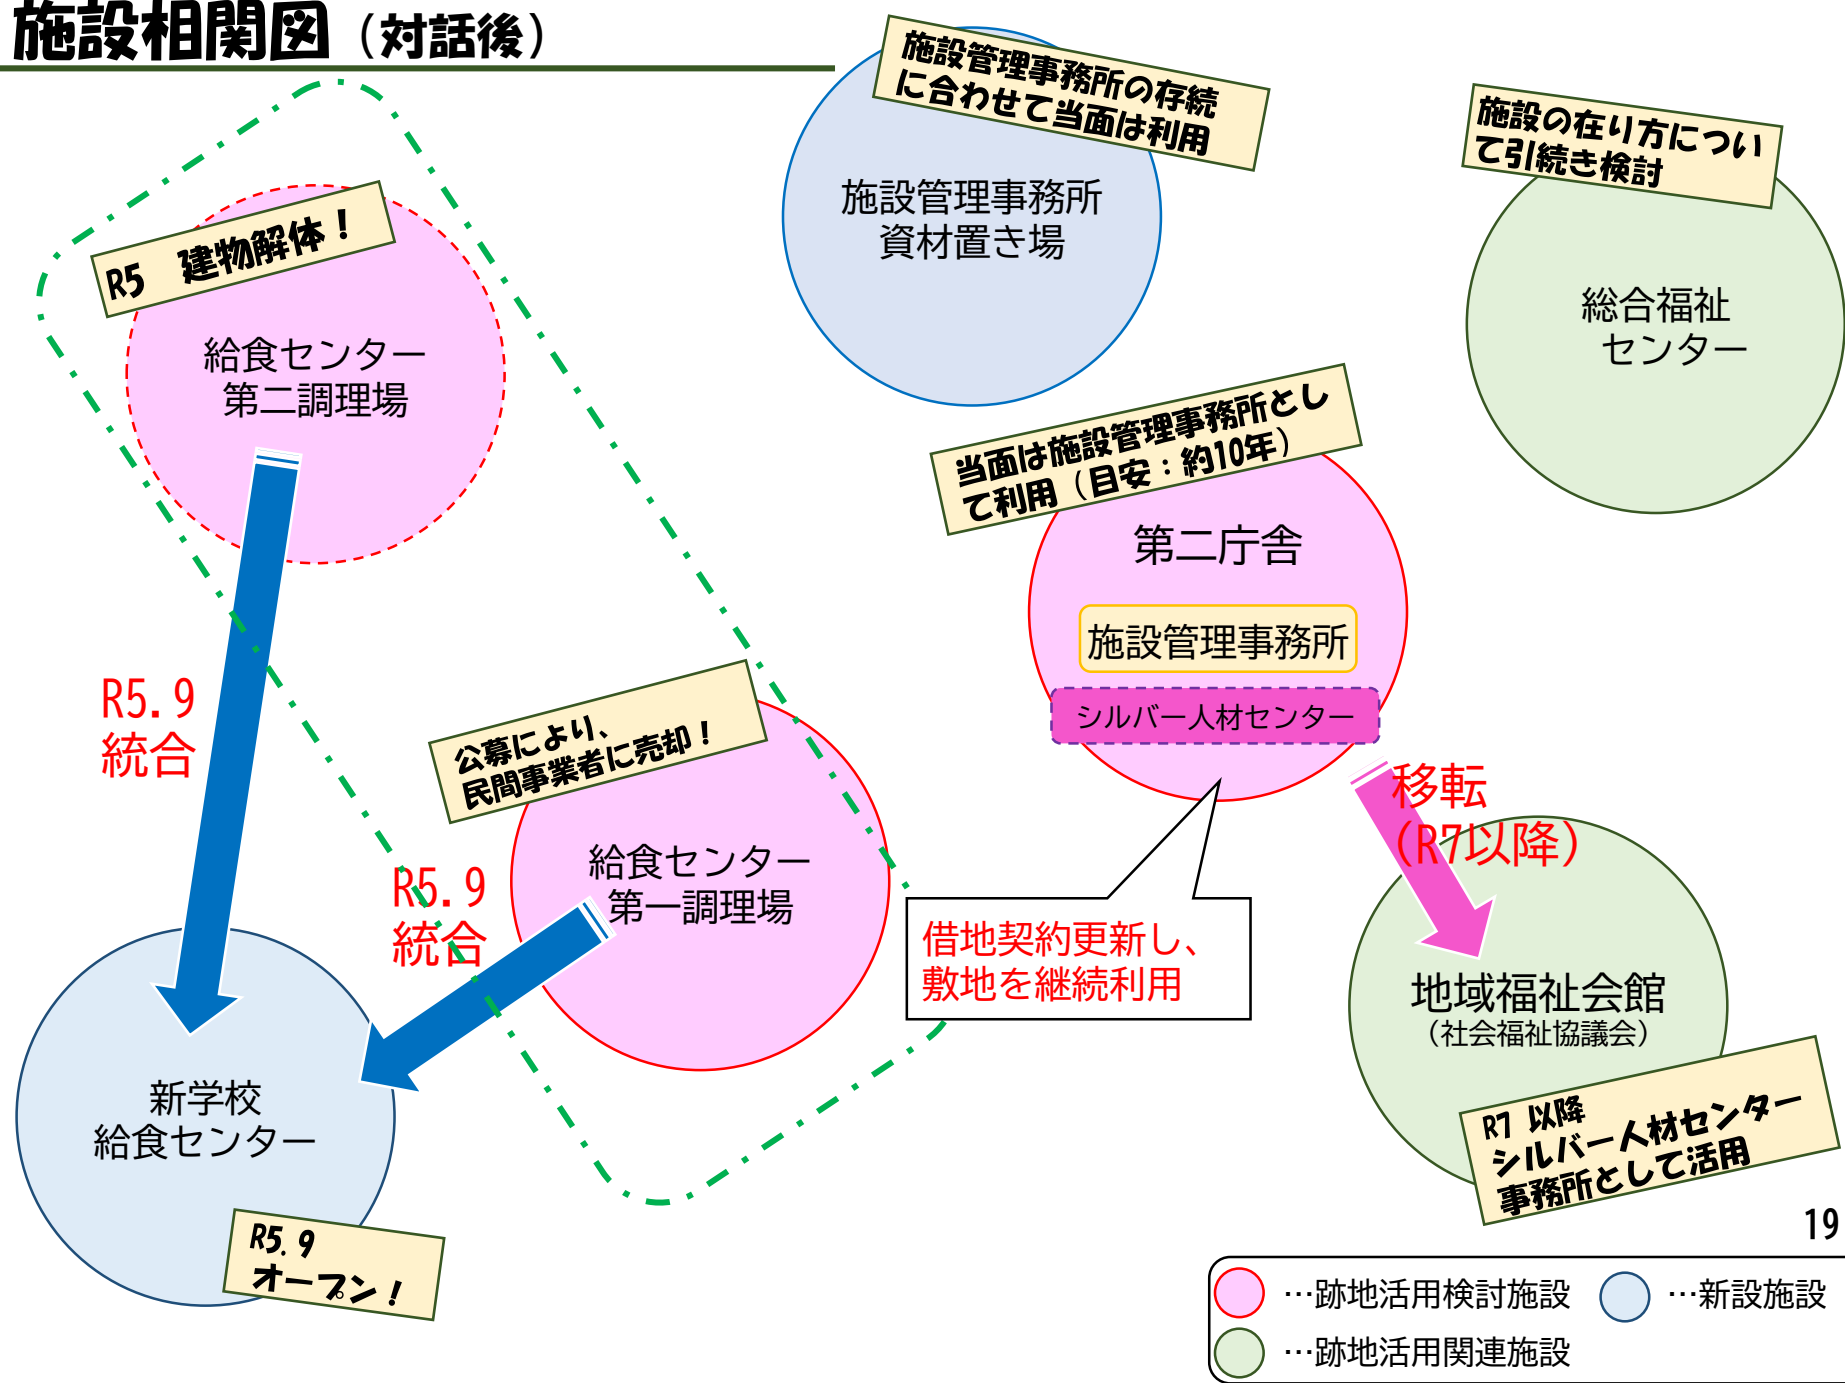 施設相関図（対話後）
施設管理事務所の存続
に合わせて当面は利用
施設管理事務所
資材置き場
施設の在り方につい
て引続き検討
総合福祉
センター
R5　建物解体！
給食センター
第二調理場
当面は施設管理事務所とし
て利用（目安：約10年）
第二庁舎
施設管理事務所
シルバー人材センター
R5.9
統合
公募により、
民間事業者に売却！
給食センター
第一調理場
R5.9
統合
移転
（R7以降）
借地契約更新し、
敷地を継続利用
地域福祉会館
（社会福祉協議会）
R7 以降
シルバー人材センター
事務所として活用
新学校
給食センター
R5.9
オープン！
19
…跡地活用検討施設
…新設施設
…跡地活用関連施設